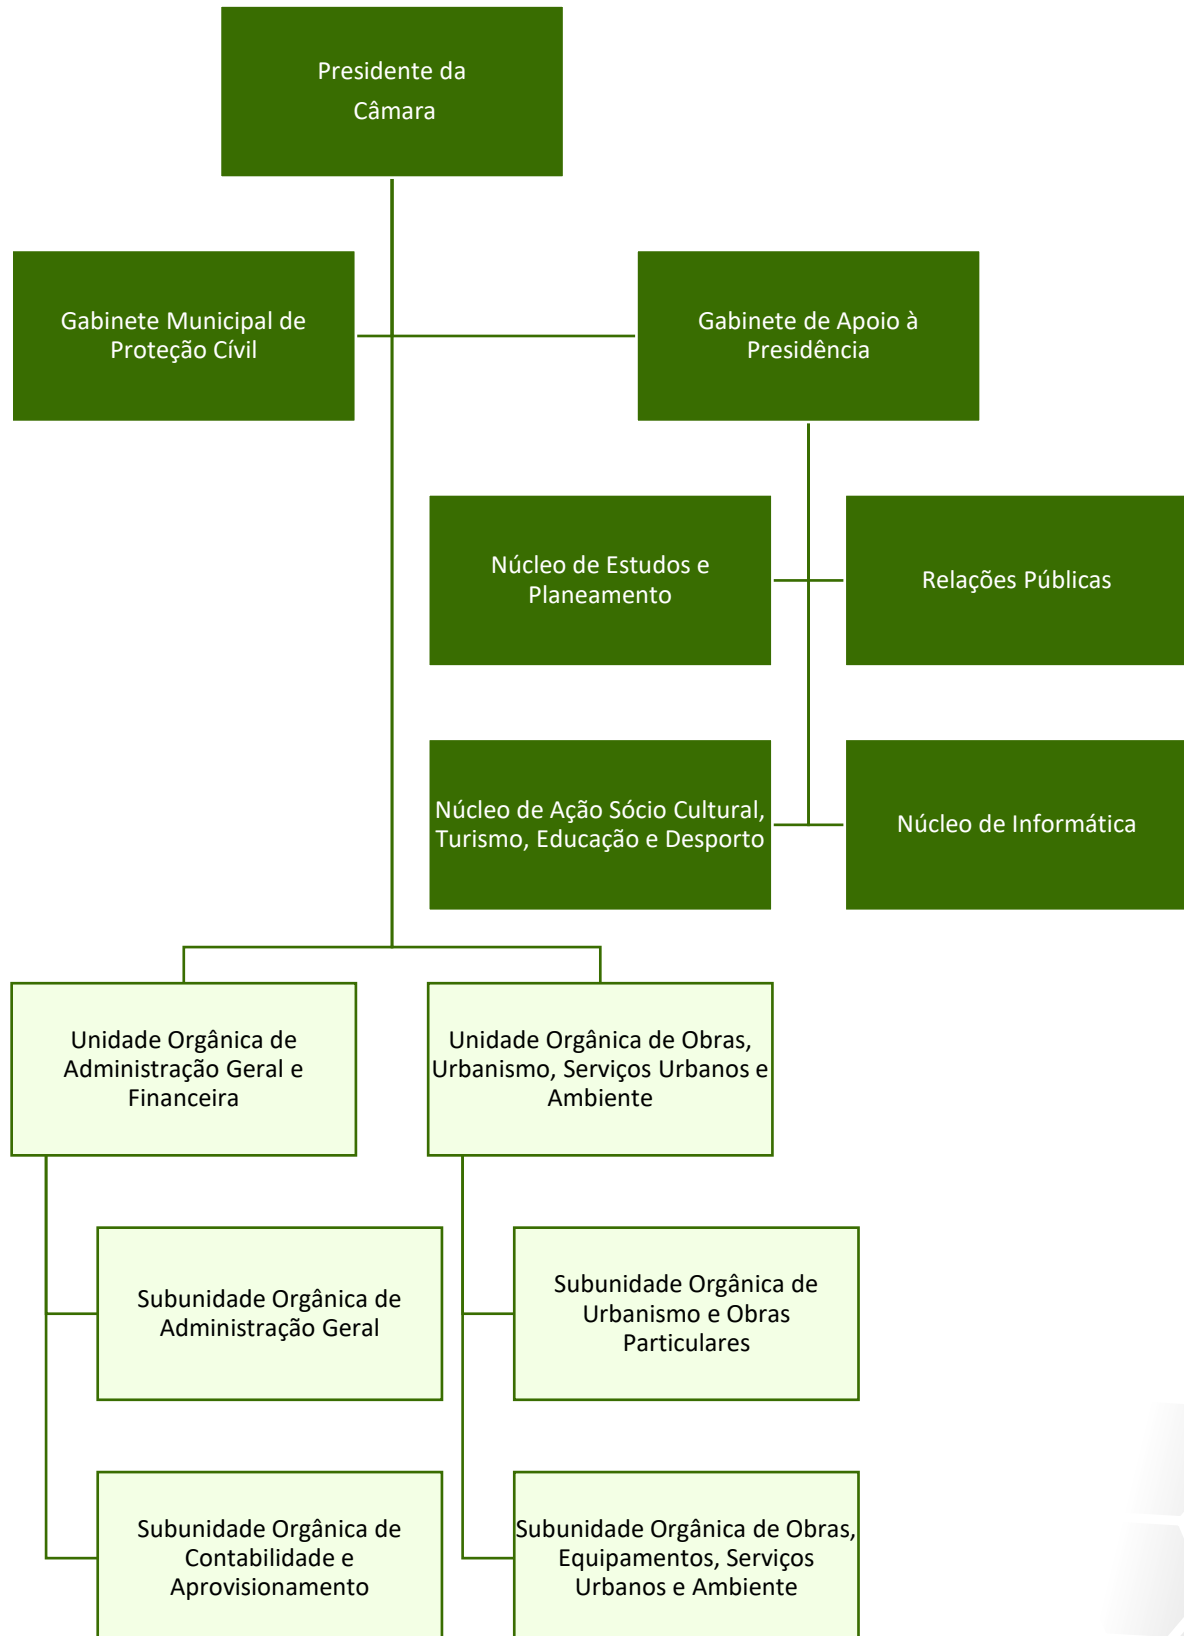 Presidente da
Câmara
Gabinete Municipal de
Proteção Cívil
Gabinete de Apoio à
Presidência
Núcleo de Estudos e
Planeamento
Relações Públicas
Núcleo de Ação Sócio Cultural,
Turismo, Educação e Desporto
Núcleo de Informática
Unidade Orgânica de
Administração Geral e
Financeira
Unidade Orgânica de Obras,
Urbanismo, Serviços Urbanos e
Ambiente
Subunidade Orgânica de
Administração Geral
Subunidade Orgânica de
Urbanismo e Obras
Particulares
Subunidade Orgânica de
Contabilidade e
Aprovisionamento
Subunidade Orgânica de Obras,
Equipamentos, Serviços
Urbanos e Ambiente